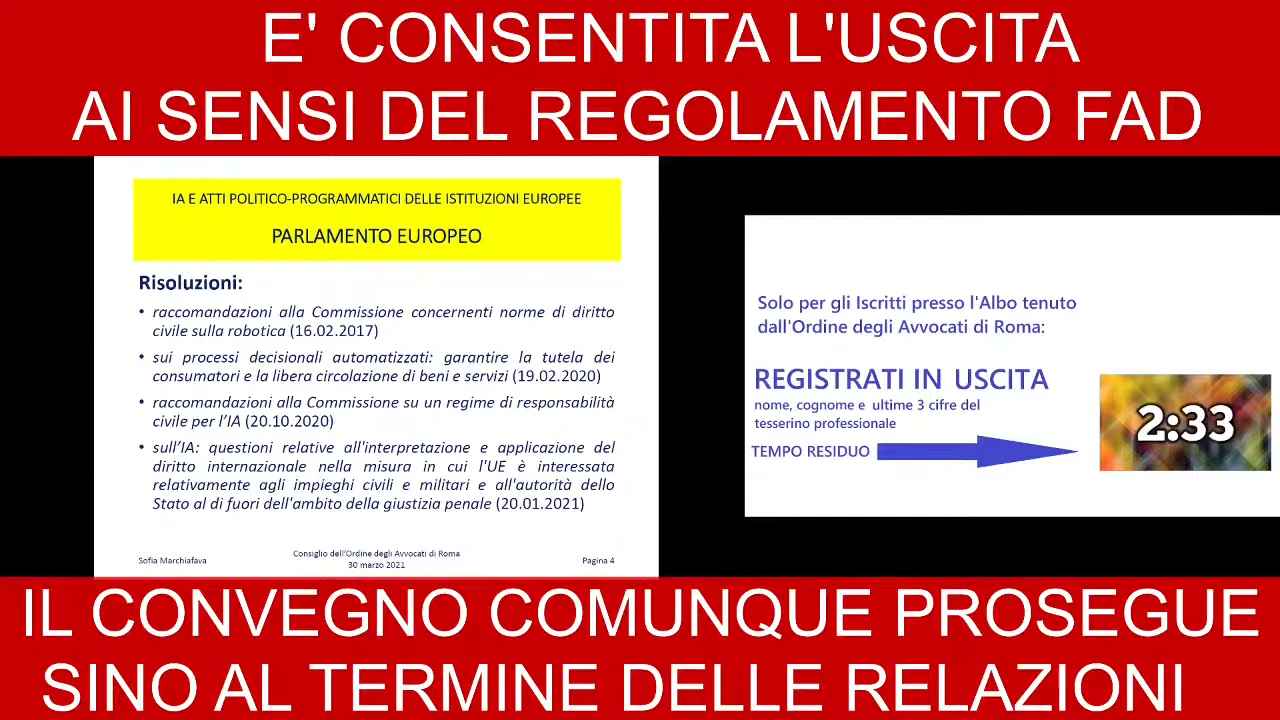 E' CONSENTITA L'USCITA
AI SENSI DEL REGOLAMENTO FAD
IA E ATTI POLITICO-PROGRAMMATICI DELLE ISTITUZIONI EUROPEE
PARLAMENTO EUROPEO
Risoluzioni:
• raccomandazioni alla Commissione concernenti norme di diritto
civile sulla robotica (16.02.2017)
• sui processi decisionali automatizzati: garantire la tutela dei
consumatori e la libera circolazione di beni e servizi (19.02.2020)
• raccomandazioni alla Commissione su un regime di responsabilità
civile per l'IA (20.10.2020)
• sull'IA: questioni relative all'interpretazione e applicazione del
diritto internazionale nella misura in cui l'UE è interessata
relativamente agli impieghi civili e militari e all'autorità dello
Stato al di fuori dell'ambito della giustizia penale (20.01.2021)
Sofia Marchiafava
Consiglio dell'Ordine degli Avvocati di Roma
30 marzo 2021
Pagina 4
Solo per gli Iscritti presso l'Albo tenuto
dall'Ordine degli Avvocati di Roma:
REGISTRATI IN USCITA
nome, cognome e ultime 3 cifre del
tesserino professionale
TEMPO RESIDUO
2:33
IL CONVEGNO COMUNQUE PROSEGUE
SINO AL TERMINE DELLE RELAZIONI